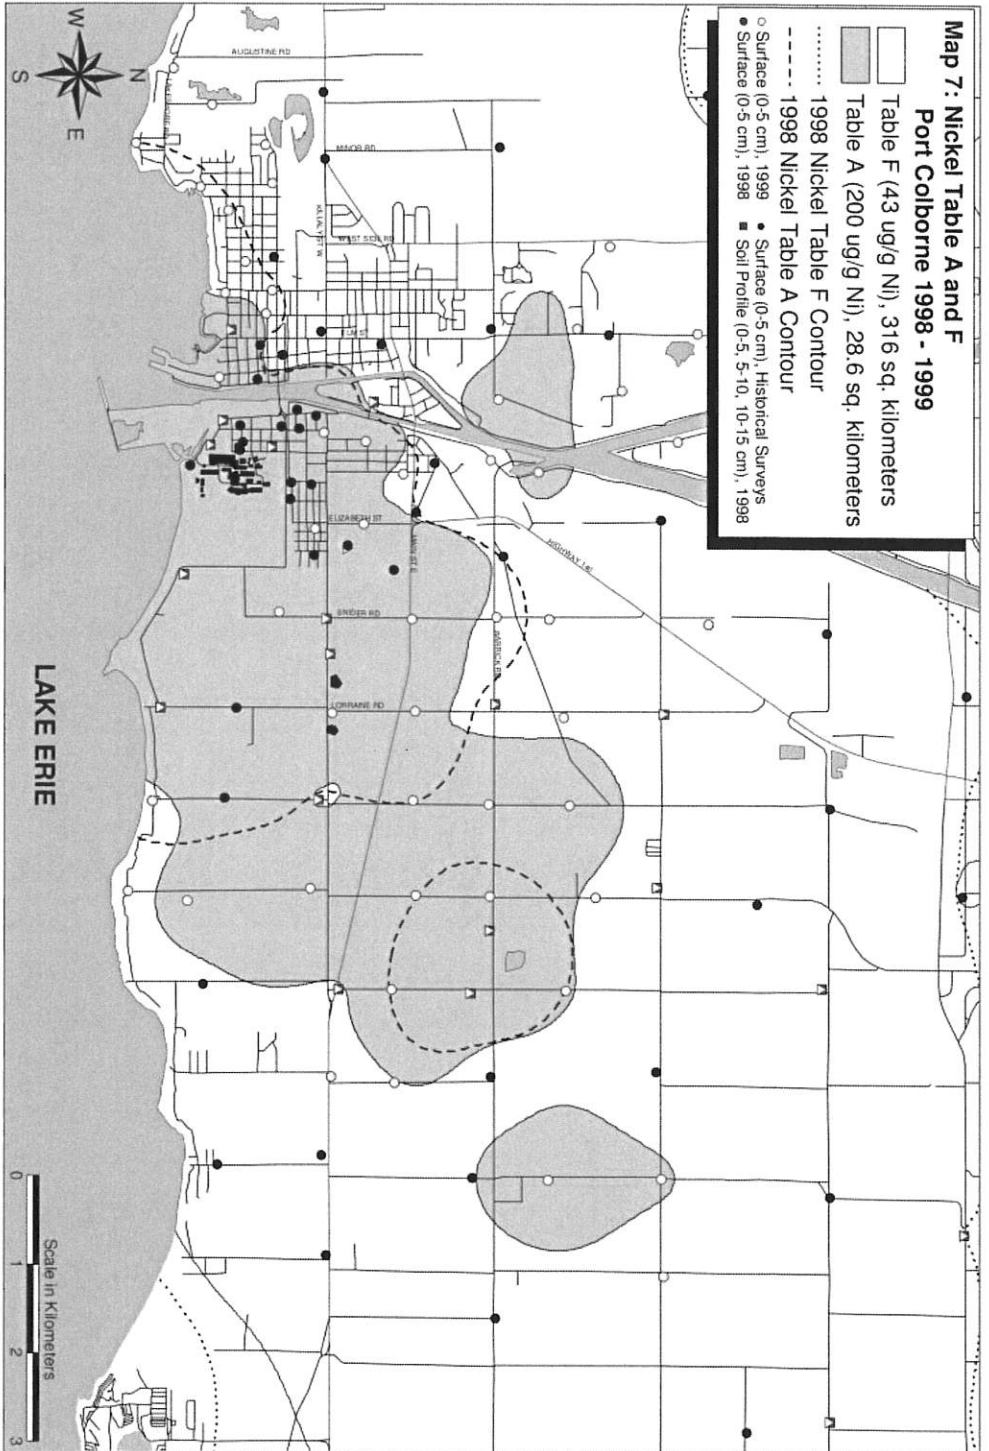 Map 7: Nickel Table A and F
Port Colborne 1998 - 1999
Table F (43 ug/g Ni), 316 sq. kilometers
Table A (200 ug/g Ni), 28.6 sq. kilometers
1998 Nickel Table F Contour
1998 Nickel Table A Contour
Surface (0-5 cm), 1999
Surface (0-5 cm), Historical Surveys
Surface (0-5 cm), 1998
Soil Profile (0-5, 5-10, 10-15 cm), 1998
W
N
S
E
AUGUSTINE RD
MINOR RD
KILLALY ST W
WEST SIDE RD
ELM ST
ELIZABETH ST
MAIN ST E
HIGHWAY 140
SNIDER RD
BARRICK RD
LORRAINE RD
LAKE ERIE
0
1
2
3
Scale in Kilometers